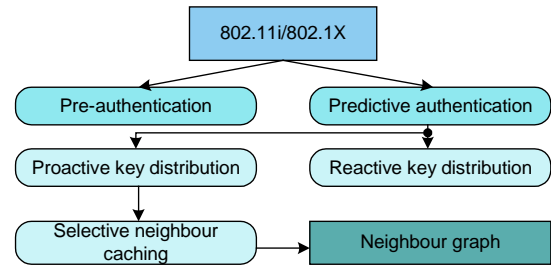 802.11i/802.1X
Pre-authentication
Predictive authentication
Proactive key distribution
Reactive key distribution
Selective neighbour
caching
Neighbour graph